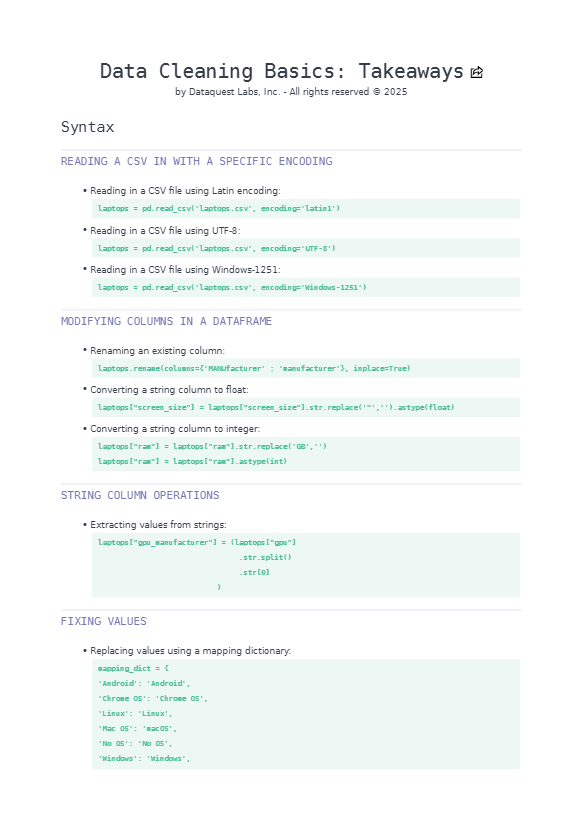 Data Cleaning Basics: Takeaways
by Dataquest Labs, Inc. - All rights reserved © 2025
Syntax
READING A CSV IN WITH A SPECIFIC ENCODING
• Reading in a CSV file using Latin encoding:
laptops = pd.read_csv('laptops.csv', encoding='latin1')
• Reading in a CSV file using UTF-8:
laptops = pd.read_csv('laptops.csv', encoding='UTF-8')
• Reading in a CSV file using Windows-1251:
laptops = pd.read_csv('laptops.csv', encoding='Windows-1251')
MODIFYING COLUMNS IN A DATAFRAME
• Renaming an existing column:
laptops.rename(columns={'MANUfacturer' : 'manufacturer'}, inplace=True)
• Converting a string column to float:
laptops["screen_size"] = laptops["screen_size"].str.replace('"','').astype(float)
• Converting a string column to integer:
laptops["ram"] = laptops["ram"].str.replace('GB','')
laptops["ram"] = laptops["ram"].astype(int)
STRING COLUMN OPERATIONS
• Extracting values from strings:
laptops["gpu_manufacturer"] = (laptops["gpu"]
.str.split()
.str[0]
)
FIXING VALUES
• Replacing values using a mapping dictionary:
mapping_dict = {
'Android': 'Android',
'Chrome OS': 'Chrome OS',
'Linux': 'Linux',
'Mac OS': 'macOS',
'No OS': 'No OS',
'Windows': 'Windows',